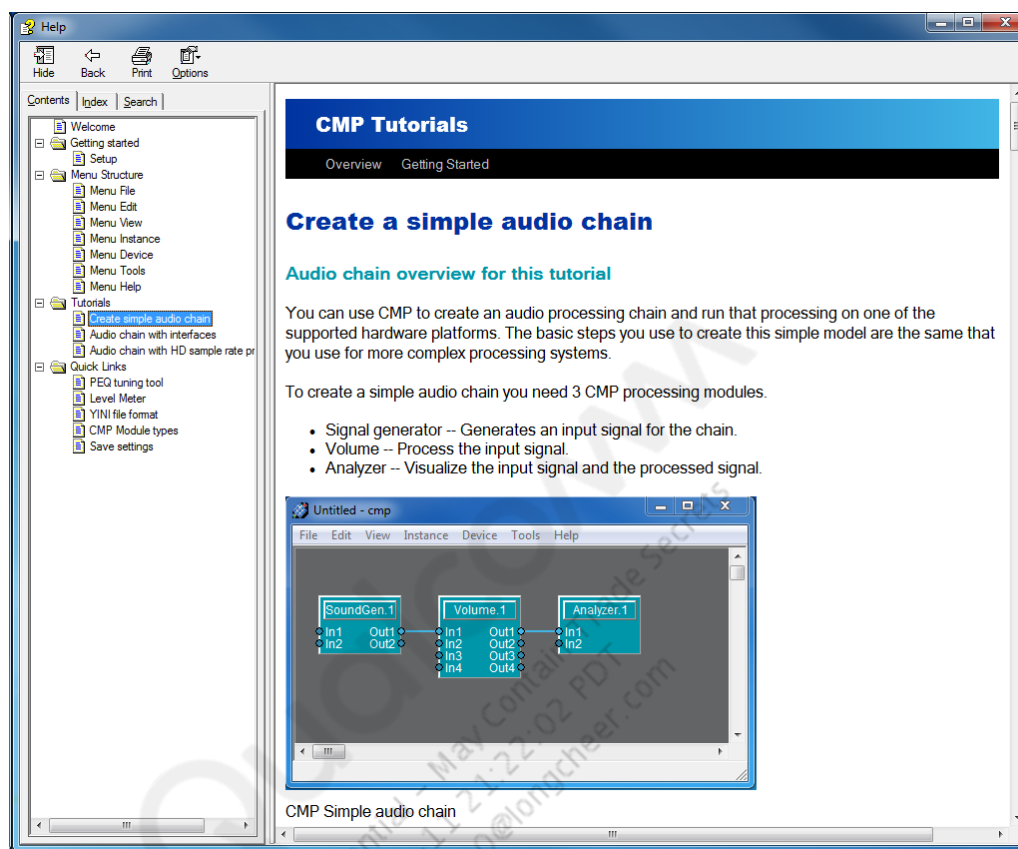 Help
Hide Back Print Options
Contents Index Search
Welcome
Getting started
Setup
Menu Structure
Menu File
Menu Edit
Menu View
Menu Instance
Menu Device
Menu Tools
Menu Help
Tutorials
Create simple audio chain
Audio chain with interfaces
Audio chain with HD sample rate pr
Quick Links
PEQ tuning tool
Level Meter
YINI file format
CMP Module types
Save settings
CMP Tutorials
Overview Getting Started
Create a simple audio chain
Audio chain overview for this tutorial
You can use CMP to create an audio processing chain and run that processing on one of the
supported hardware platforms. The basic steps you use to create this simple model are the same that
you use for more complex processing systems.
To create a simple audio chain you need 3 CMP processing modules.
• Signal generator -- Generates an input signal for the chain.
• Volume -- Process the input signal.
• Analyzer -- Visualize the input signal and the processed signal.
Untitled - cmp
File Edit View Instance Device Tools Help
SoundGen.1 Volume.1 Analyzer.1
In1 Out1 In1 Out1 In1
In2 Out2 In2 Out2 In2
In3 Out3
In4 Out4
CMP Simple audio chain
May Contain Trade Secrets
21:22:02 PDT